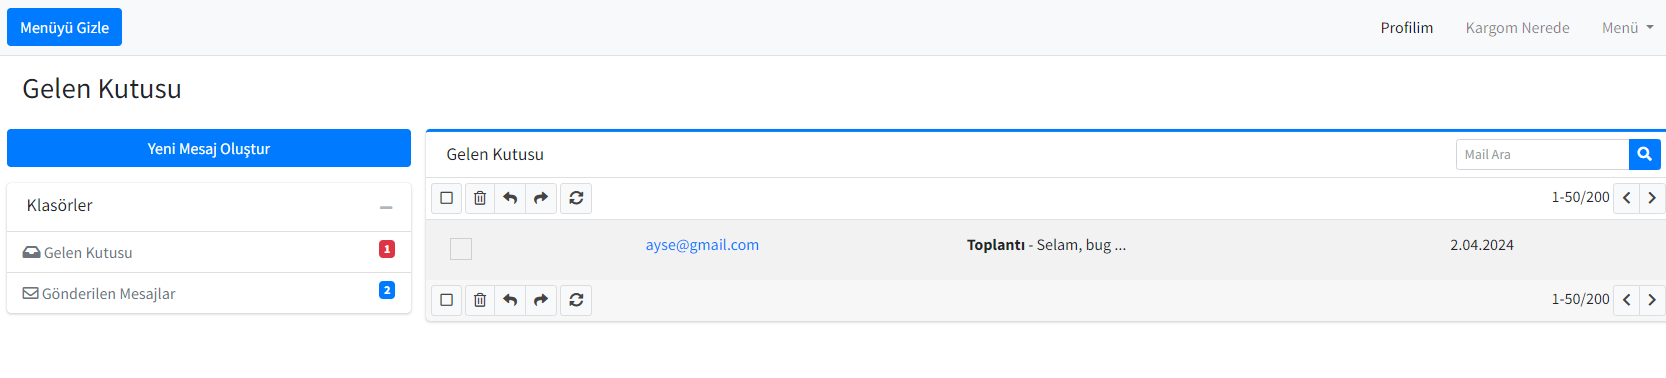 Menüyü Gizle
Profilim
Kargom Nerede
Menü
Gelen Kutusu
Yeni Mesaj Oluştur
Klasörler
Gelen Kutusu 1
Gönderilen Mesajlar 2
Gelen Kutusu
Mail Ara
1-50/200
ayse@gmail.com
Toplantı - Selam, bug ...
2.04.2024
1-50/200